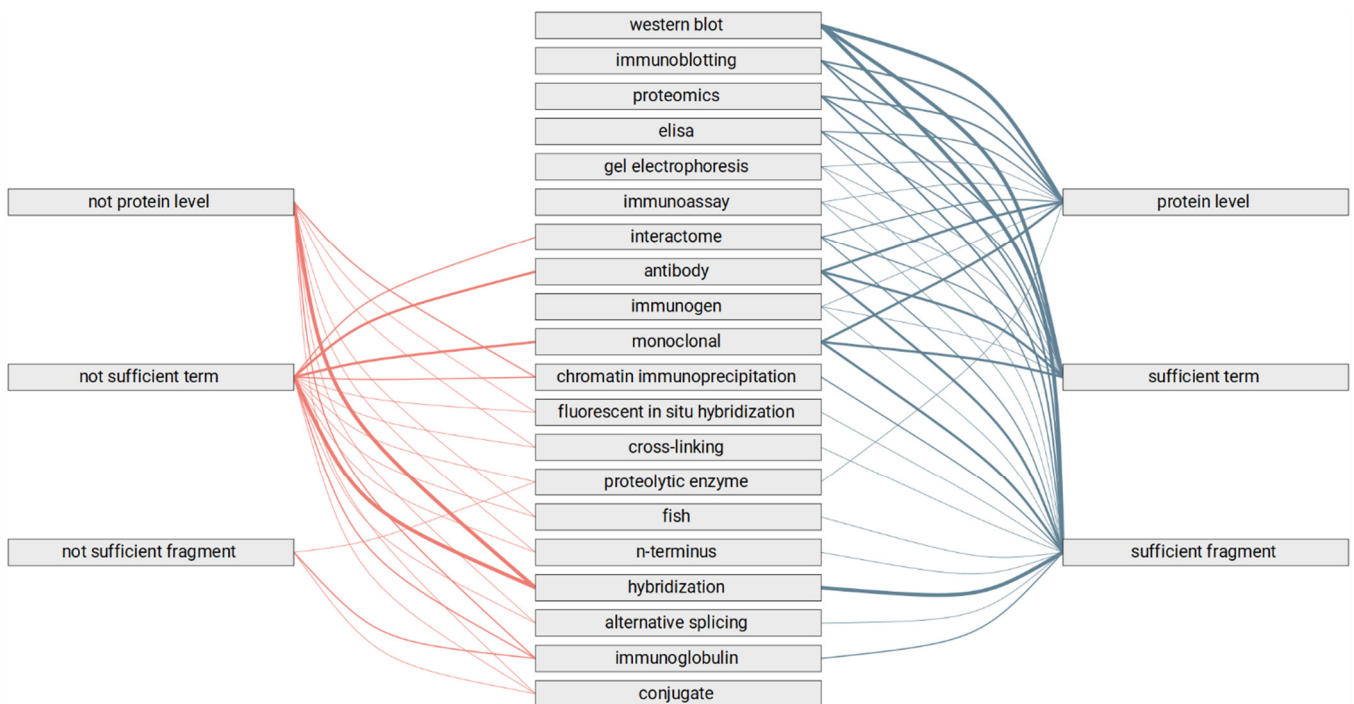 western blot
immunoblotting
proteomics
elisa
gel electrophoresis
not protein level
immunoassay
protein level
interactome
antibody
immunogen
monoclonal
not sufficient term
chromatin immunoprecipitation
sufficient term
fluorescent in situ hybridization
cross-linking
proteolytic enzyme
fish
not sufficient fragment
n-terminus
sufficient fragment
hybridization
alternative splicing
immunoglobulin
conjugate